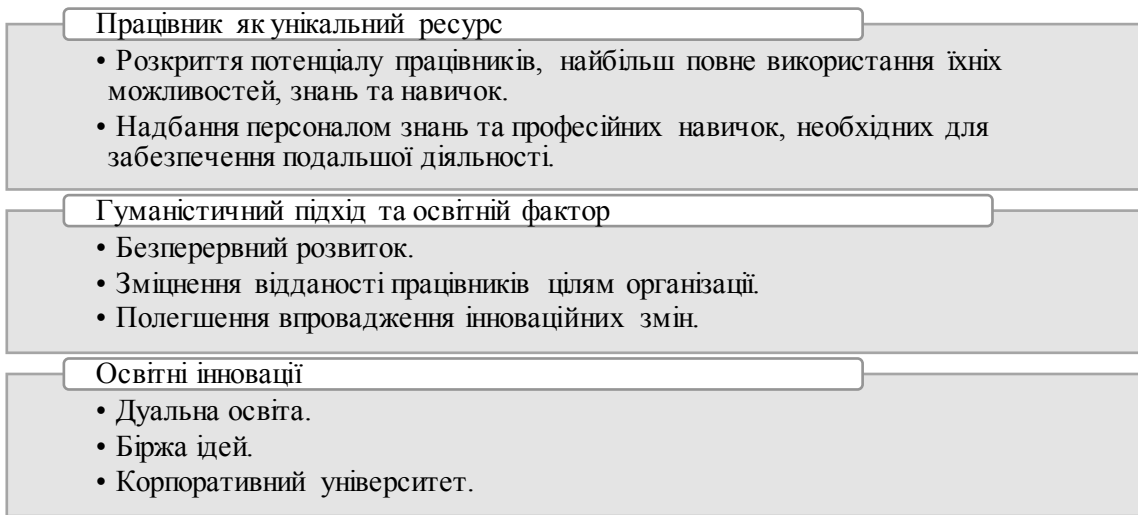 Працівник як унікальний ресурс
• Розкриття потенціалу працівників, найбільш повне використання їхніх
можливостей, знань та навичок.
• Надбання персоналом знань та професійних навичок, необхідних для
забезпечення подальшої діяльності.
Гуманістичний підхід та освітній фактор
• Безперервний розвиток.
• Зміцнення відданості працівників цілям організації.
• Полегшення впровадження інноваційних змін.
Освітні інновації
• Дуальна освіта.
• Біржа ідей.
• Корпоративний університет.